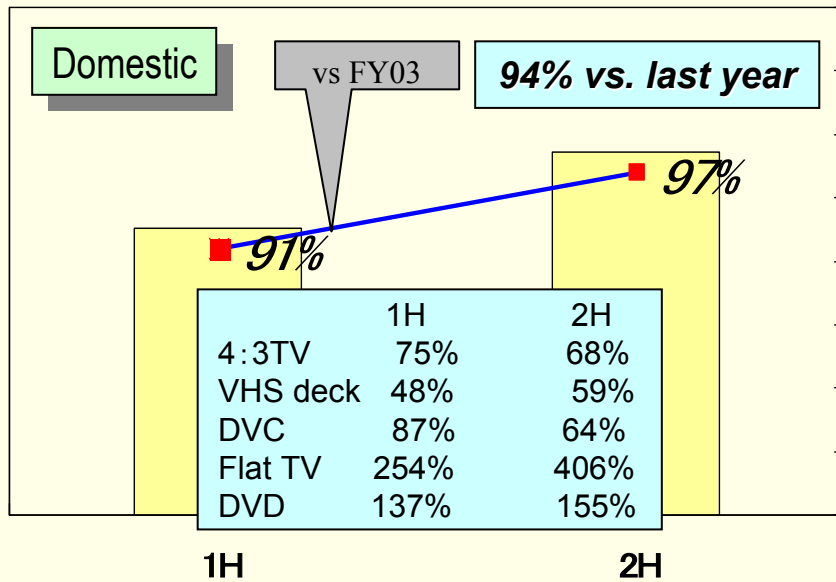 Domestic
vs FY03
94% vs. last year
97%
91%
1H 2H
4:3TV 75% 68%
VHS deck 48% 59%
DVC 87% 64%
Flat TV 254% 406%
DVD 137% 155%
1H 2H